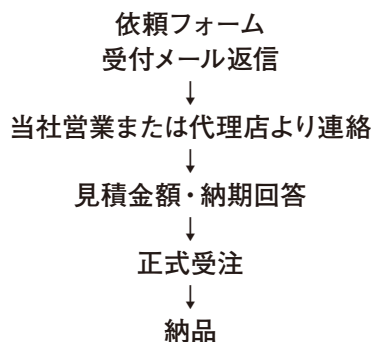 依頼フォーム
受付メール返信
↓
当社営業または代理店より連絡
↓
見積金額・納期回答
↓
正式受注
↓
納品